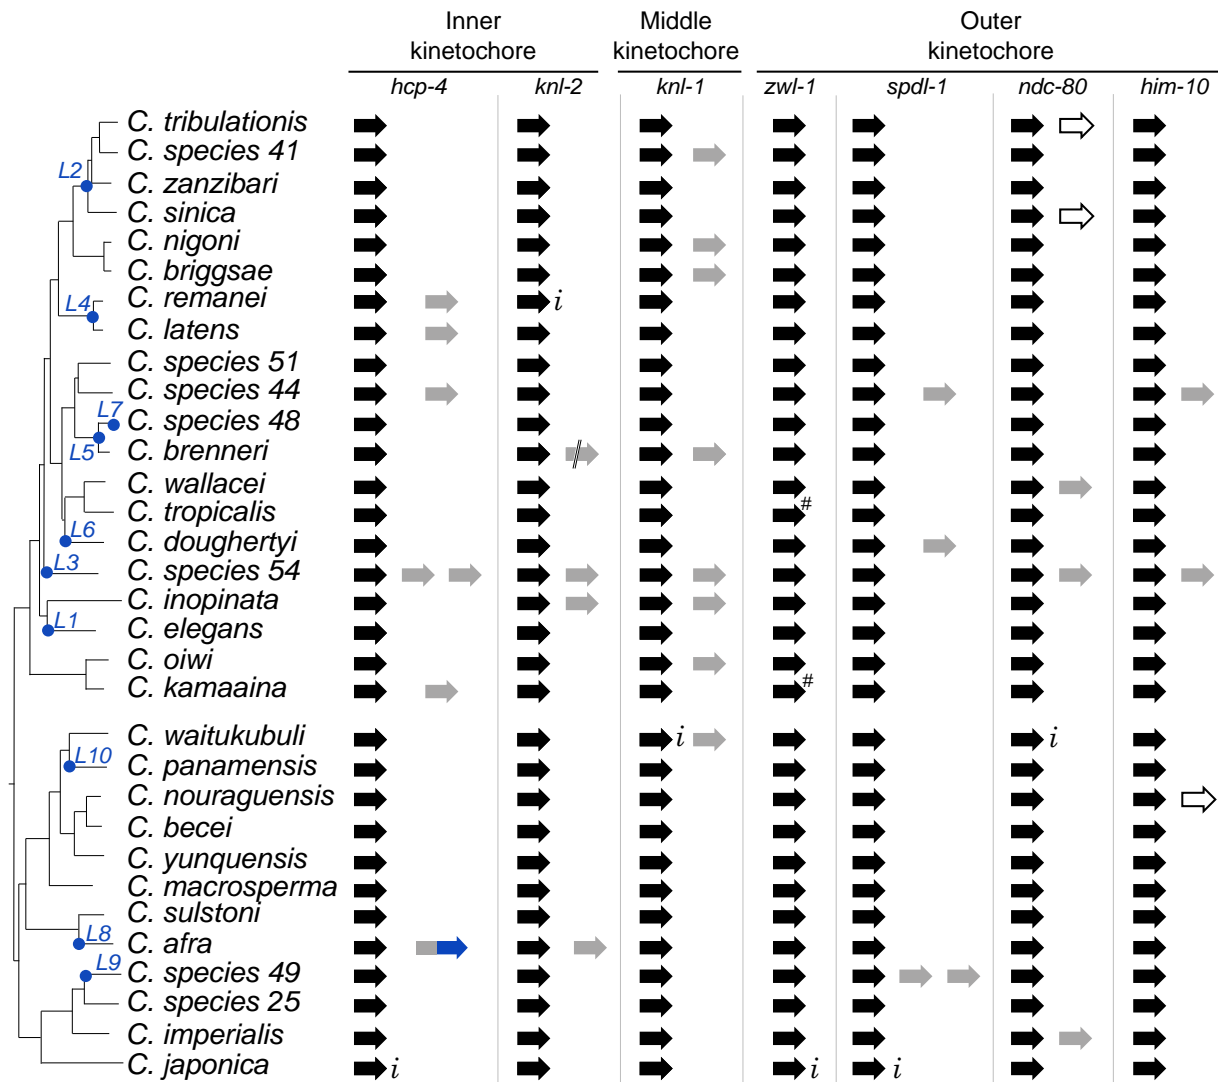 Inner kinetochore
Middle kinetochore
Outer kinetochore
hcp-4 knl-2 knl-1 zwl-1 spdl-1 ndc-80 him-10
C. tribulationis
C. species 41
L2 C. zanzibari
C. sinica
C. nigoni
C. briggsae
C. remanei i
L4
C. latens
C. species 51
C. species 44
L7 C. species 48
L5 C. brenneri //
C. wallacei
C. tropicalis #
L6 C. doughertyi
L3 C. species 54
C. inopinata
L1 C. elegans
C. oiwi
C. kamaaina #
C. waitukubuli i i
L10 C. panamensis
C. nouraguensis
C. becei
C. yunquensis
C. macrosperma
C. sulstoni
L8 C. afra
L9 C. species 49
C. species 25
C. imperialis
C. japonica i i i